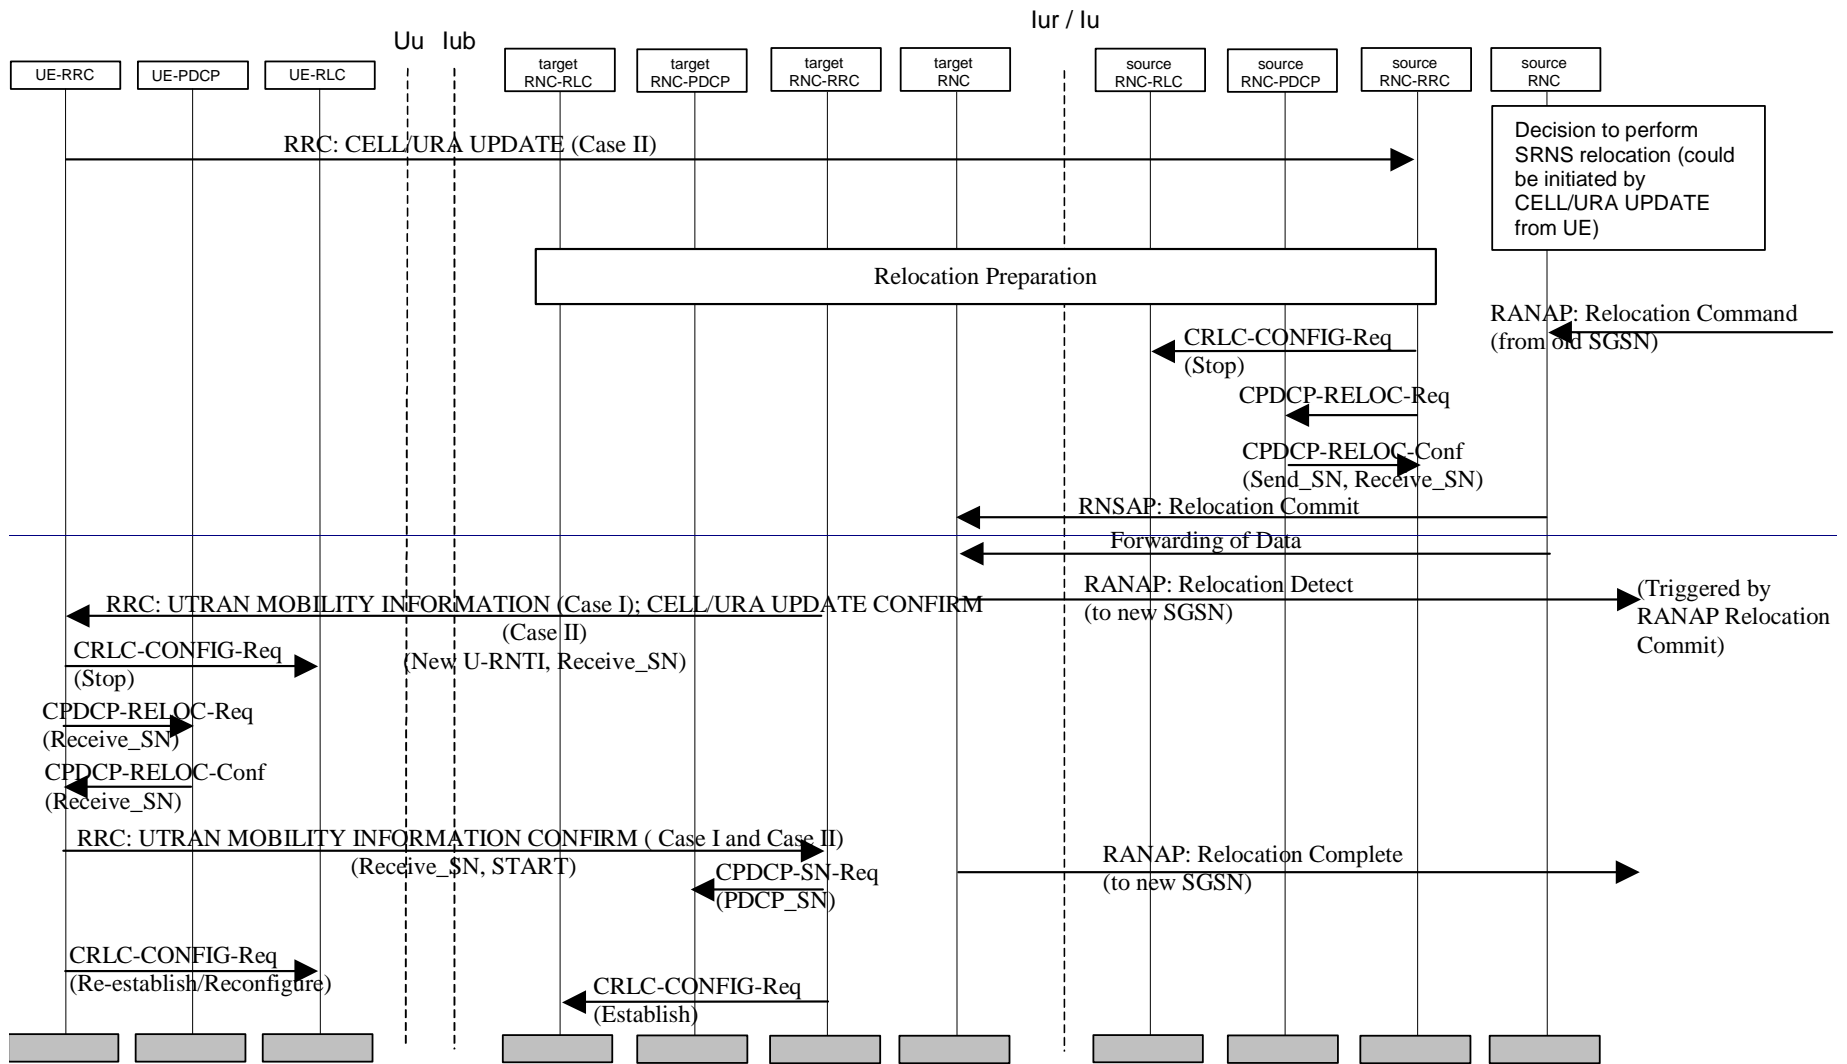 Iur / Iu
Uu
Iub
UE-RRC
UE-PDCP
UE-RLC
target
RNC-RLC
target
RNC-PDCP
target
RNC-RRC
target
RNC
source
RNC-RLC
source
RNC-PDCP
source
RNC-RRC
source
RNC
RRC: CELL/URA UPDATE (Case II)
Decision to perform
SRNS relocation (could
be initiated by
CELL/URA UPDATE
from UE)
Relocation Preparation
RANAP: Relocation Command
(from old SGSN)
CRLC-CONFIG-Req
(Stop)
CPDCP-RELOC-Req
CPDCP-RELOC-Conf
(Send_SN, Receive_SN)
RNSAP: Relocation Commit
Forwarding of Data
RANAP: Relocation Detect
(to new SGSN)
(Triggered by
RANAP Relocation
Commit)
RRC: UTRAN MOBILITY INFORMATION (Case I); CELL/URA UPDATE CONFIRM
(Case II)
(New U-RNTI, Receive_SN)
CRLC-CONFIG-Req
(Stop)
CPDCP-RELOC-Req
(Receive_SN)
CPDCP-RELOC-Conf
(Receive_SN)
RRC: UTRAN MOBILITY INFORMATION CONFIRM ( Case I and Case II)
(Receive_SN, START)
RANAP: Relocation Complete
(to new SGSN)
CPDCP-SN-Req
(PDCP_SN)
CRLC-CONFIG-Req
(Re-establish/Reconfigure)
CRLC-CONFIG-Req
(Establish)